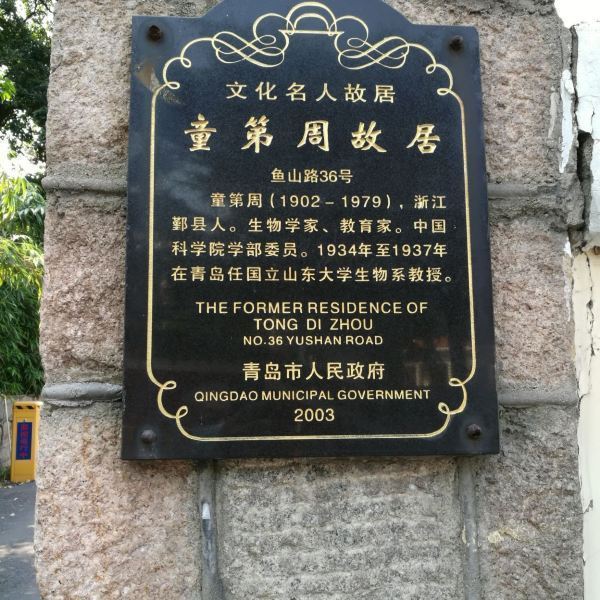 文化名人故居
童第周故居
鱼山路36号
童第周（1902－1979），浙江
鄞县人。生物学家、教育家。中国
科学院学部委员。1934年至1937年
在青岛任国立山东大学生物系教授。
THE FORMER RESIDENCE OF
TONG DI ZHOU
NO.36 YUSHAN ROAD
青岛市人民政府
QINGDAO MUNICIPAL GOVERNMENT
2003